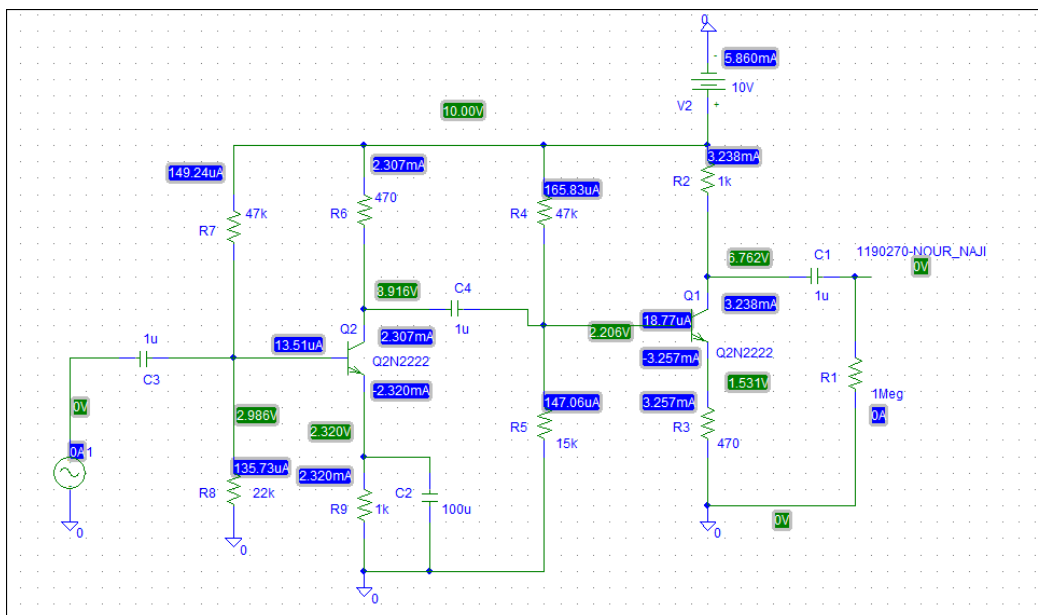 0
5.860mA
-
10V
V2
+
10.00V
149.24uA
2.307mA
165.83uA
3.238mA
R2
1k
R7
47k
R6
470
R4
47k
6.762V
C1
1u
1190270-NOUR_NAJI
0V
8.916V
C4
1u
Q1
3.238mA
Q2
2.307mA
18.77uA
2.206V
Q2N2222
-3.257mA
1u
C3
13.51uA
Q2N2222
-2.320mA
1.531V
R1
1Meg
0A
0V
2.986V
2.320V
147.06uA
R5
15k
3.257mA
R3
470
0A
1
135.73uA
R8
22k
2.320mA
R9
1k
C2
100u
0
0V
0
0
0